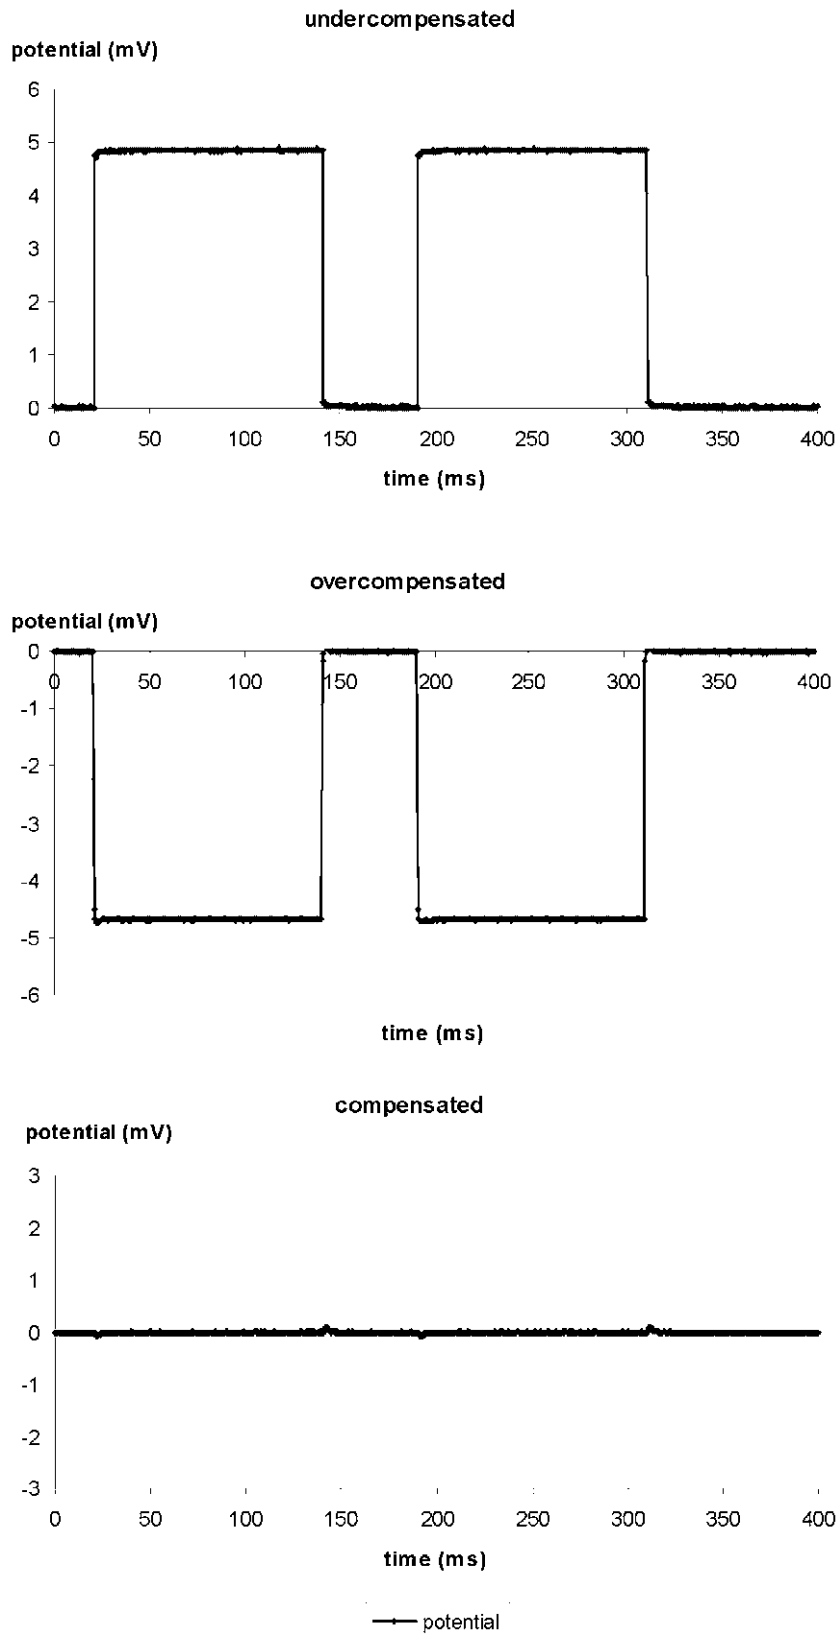 undercompensated
potential (mV)
6
5
4
3
2
1
0
0 50 100 150 200 250 300 350 400
time (ms)
overcompensated
potential (mV)
0
0 50 100 150 200 250 300 350 400
-1
-2
-3
-4
-5
-6
time (ms)
compensated
potential (mV)
3
2
1
0
-1
-2
-3
0 50 100 150 200 250 300 350 400
time (ms)
potential